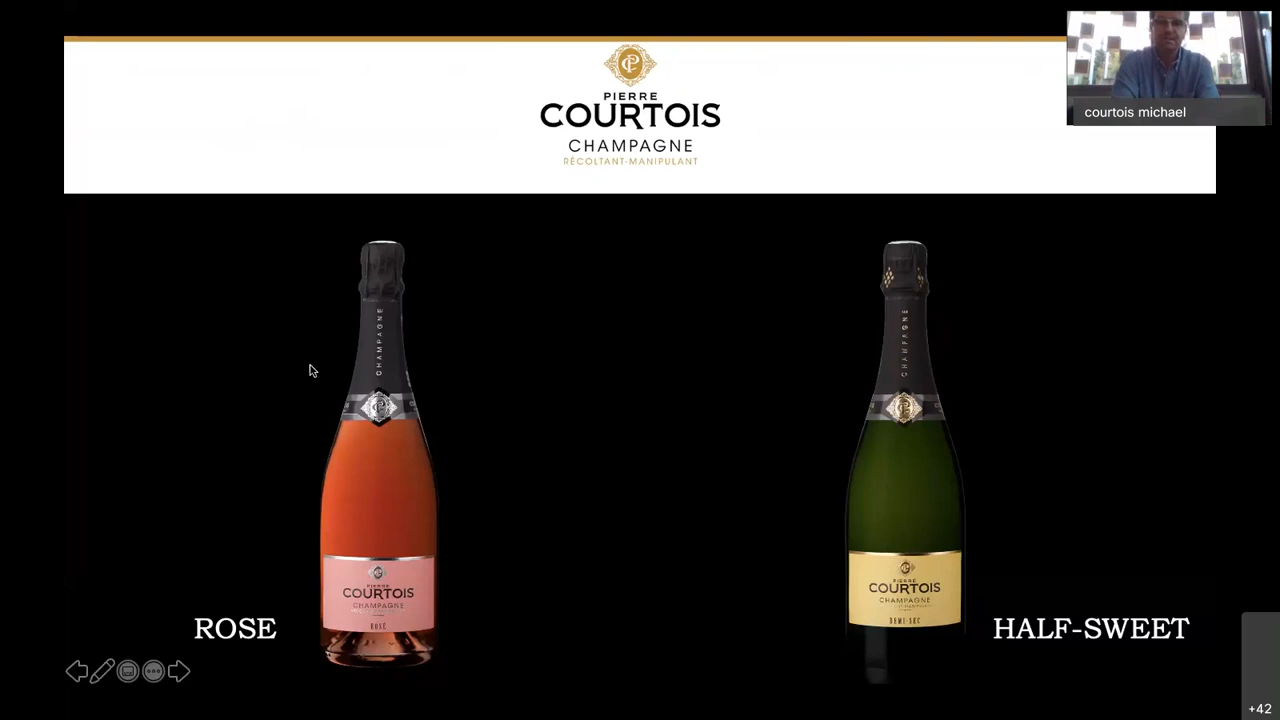 PIERRE
COURTOIS
CHAMPAGNE
RÉCOLTANT-MANIPULANT
courtois michael
CHAMPAGNE
PIERRE
COURTOIS
CHAMPAGNE
ROSÉ
ROSE
CHAMPAGNE
PIERRE
COURTOIS
CHAMPAGNE
DEMI-SEC
HALF-SWEET
+42